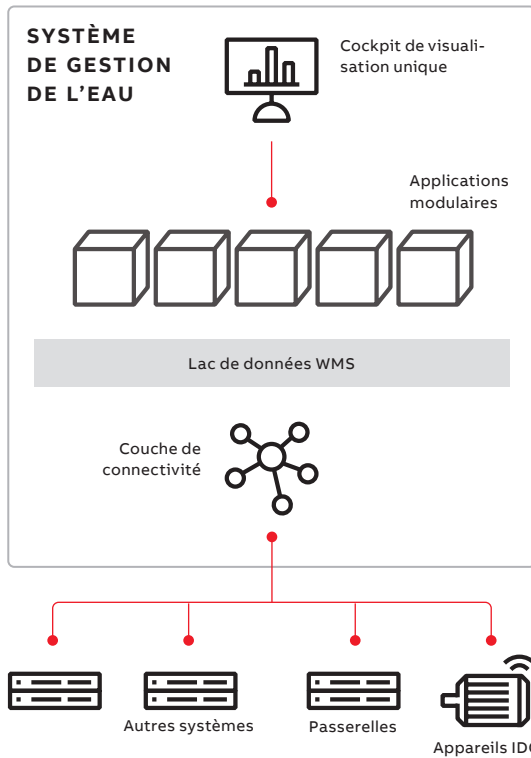 SYSTÈME
DE GESTION
DE L'EAU
Cockpit de visuali-
sation unique
Applications
modulaires
Lac de données WMS
Couche de
connectivité
Autres systèmes
Passerelles
Appareils